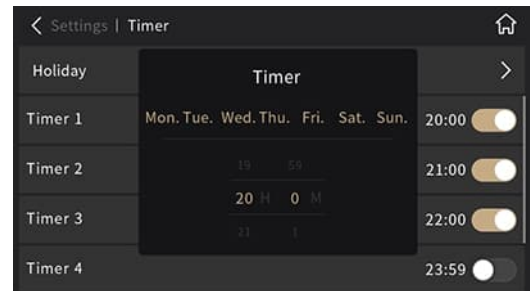 Settings | Timer
Holiday
Timer
Timer 1
Mon. Tue. Wed. Thu. Fri. Sat. Sun.
20:00
Timer 2
19 59
21:00
20 H 0 M
Timer 3
22:00
21 1
Timer 4
23:59